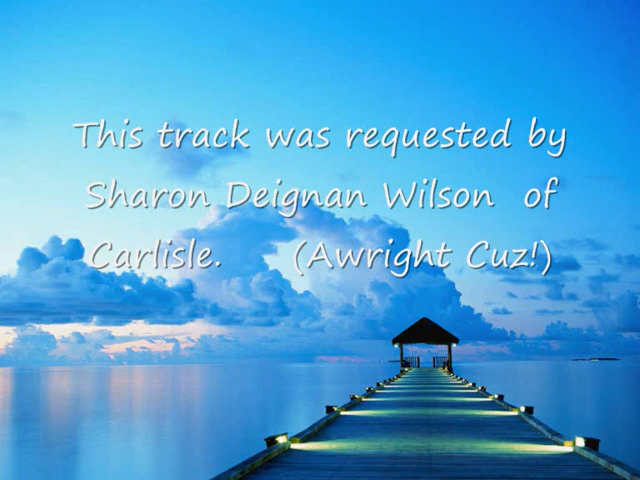 This track was requested by
Sharon Deignan Wilson of
Carlisle. (Awright Cuz!)